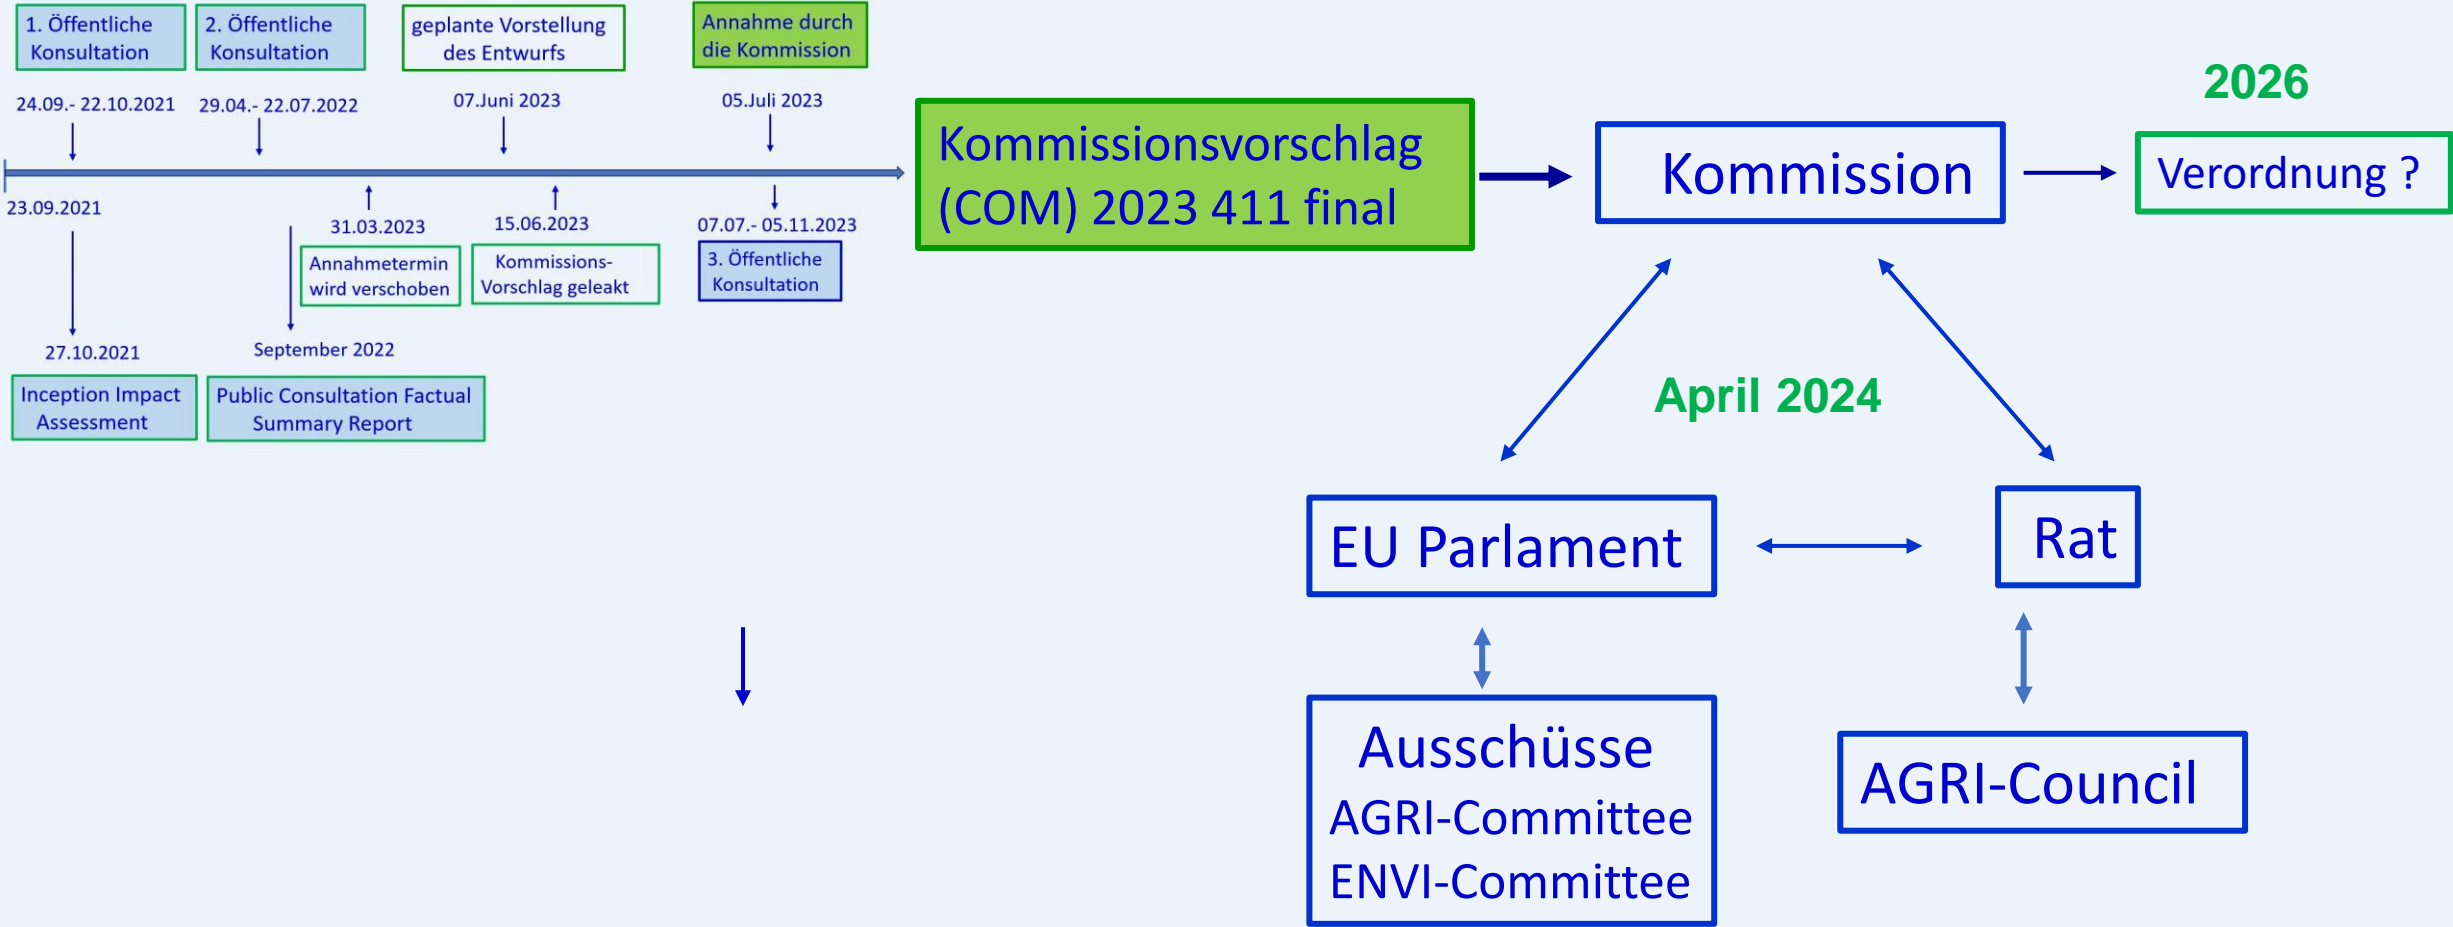 1. Öffentliche
Konsultation
24.09.- 22.10.2021
2. Öffentliche
Konsultation
29.04.- 22.07.2022
geplante Vorstellung
des Entwurfs
07.Juni 2023
Annahme durch
die Kommission
05.Juli 2023
23.09.2021
27.10.2021
Inception Impact
Assessment
September 2022
Public Consultation Factual
Summary Report
31.03.2023
Annahmetermin
wird verschoben
15.06.2023
Kommissions-
Vorschlag geleakt
07.07.- 05.11.2023
3. Öffentliche
Konsultation
Kommissionsvorschlag
(COM) 2023 411 final
Kommission
2026
Verordnung ?
April 2024
EU Parlament
Rat
Ausschüsse
AGRI-Committee
ENVI-Committee
AGRI-Council